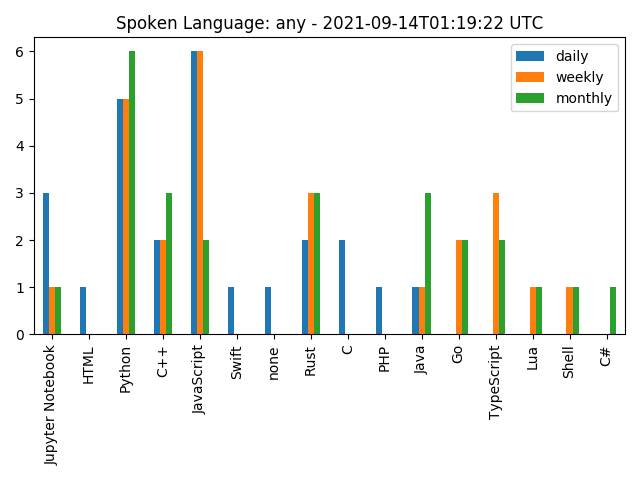 Spoken Language: any - 2021-09-14T01:19:22 UTC
daily
weekly
monthly
6
5
4
3
2
1
0
Jupyter Notebook
HTML
Python
C++
JavaScript
Swift
none
Rust
C
PHP
Java
Go
TypeScript
Lua
Shell
C#